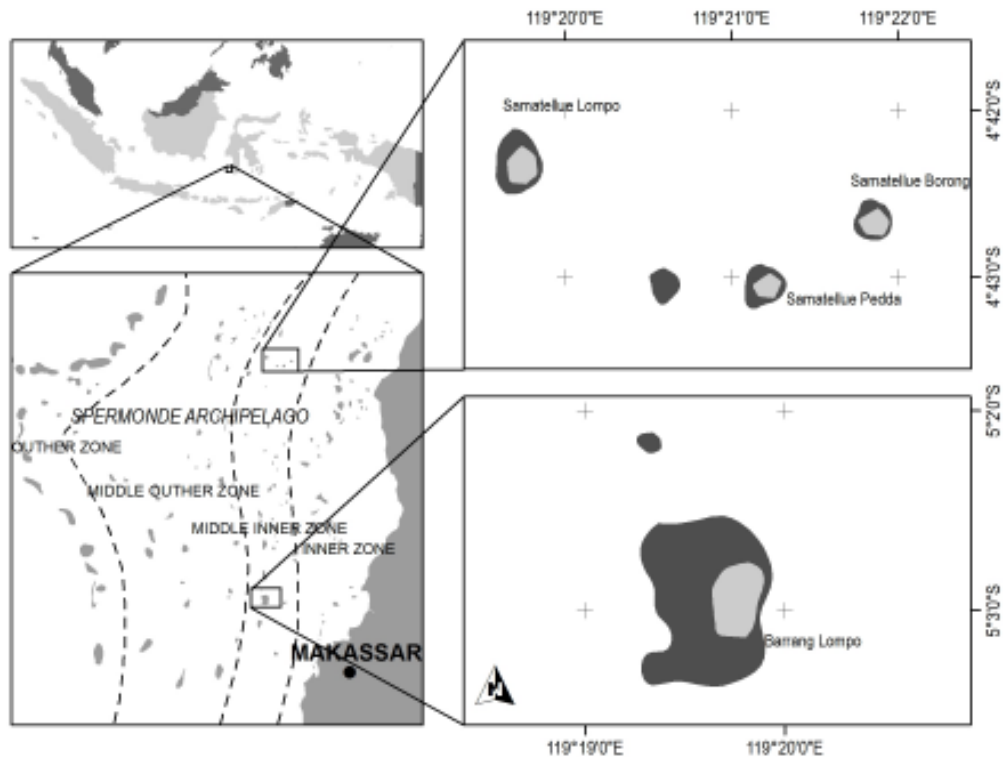 119°20'0"E
119°21'0"E
119°22'0"E
Samatellue Lompo
4°42'0"S
Samatellue Borong
4°43'0"S
Samatellue Pedda
SPERMONDE ARCHIPELAGO
OUTHER ZONE
MIDDLE OUTHER ZONE
MIDDLE INNER ZONE
INNER ZONE
MAKASSAR
5°2'0"S
5°3'0"S
Barrang Lompo
119°19'0"E
119°20'0"E